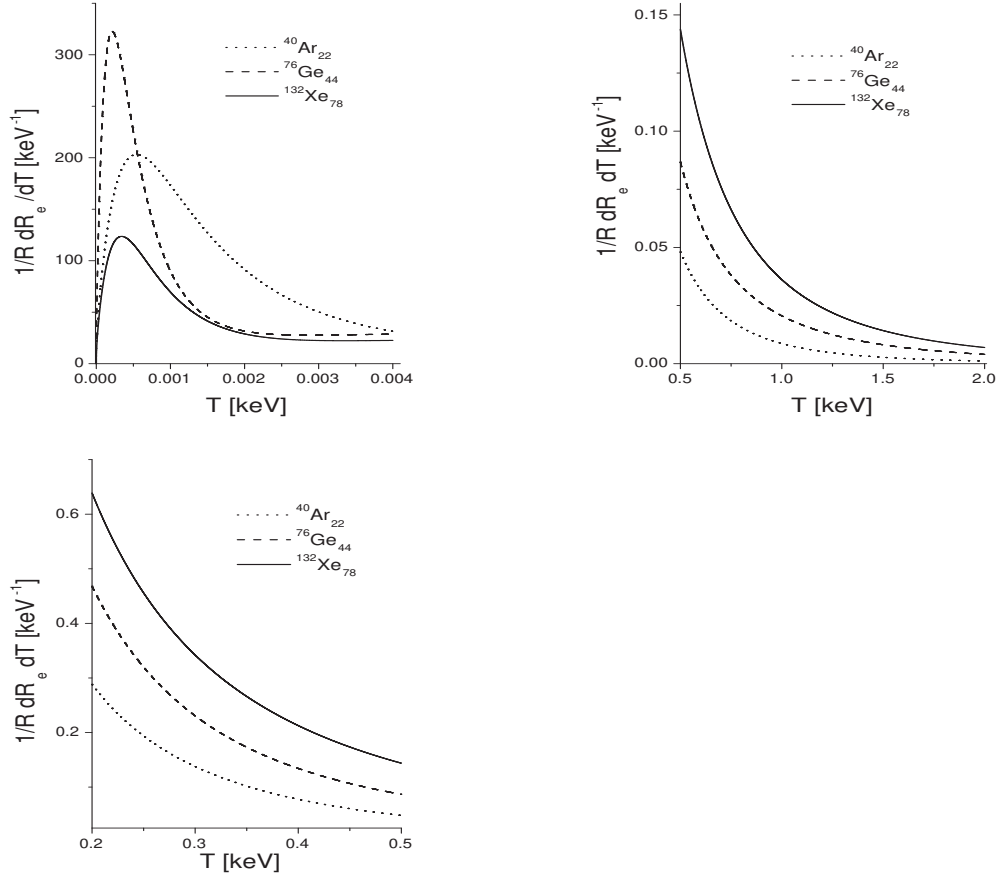 1/R dRₑ /dT [keV⁻¹]
300
200
100
0
⁴⁰Ar₂₂
⁷⁶Ge₄₄
¹³²Xe₇₈
0.000 0.001 0.002 0.003 0.004
T [keV]
1/R dRₑ dT [keV⁻¹]
0.15
0.10
0.05
0.00
⁴⁰Ar₂₂
⁷⁶Ge₄₄
¹³²Xe₇₈
0.5 1.0 1.5 2.0
T [keV]
1/R dRₑ dT [keV⁻¹]
0.6
0.4
0.2
⁴⁰Ar₂₂
⁷⁶Ge₄₄
¹³²Xe₇₈
0.2 0.3 0.4 0.5
T [keV]